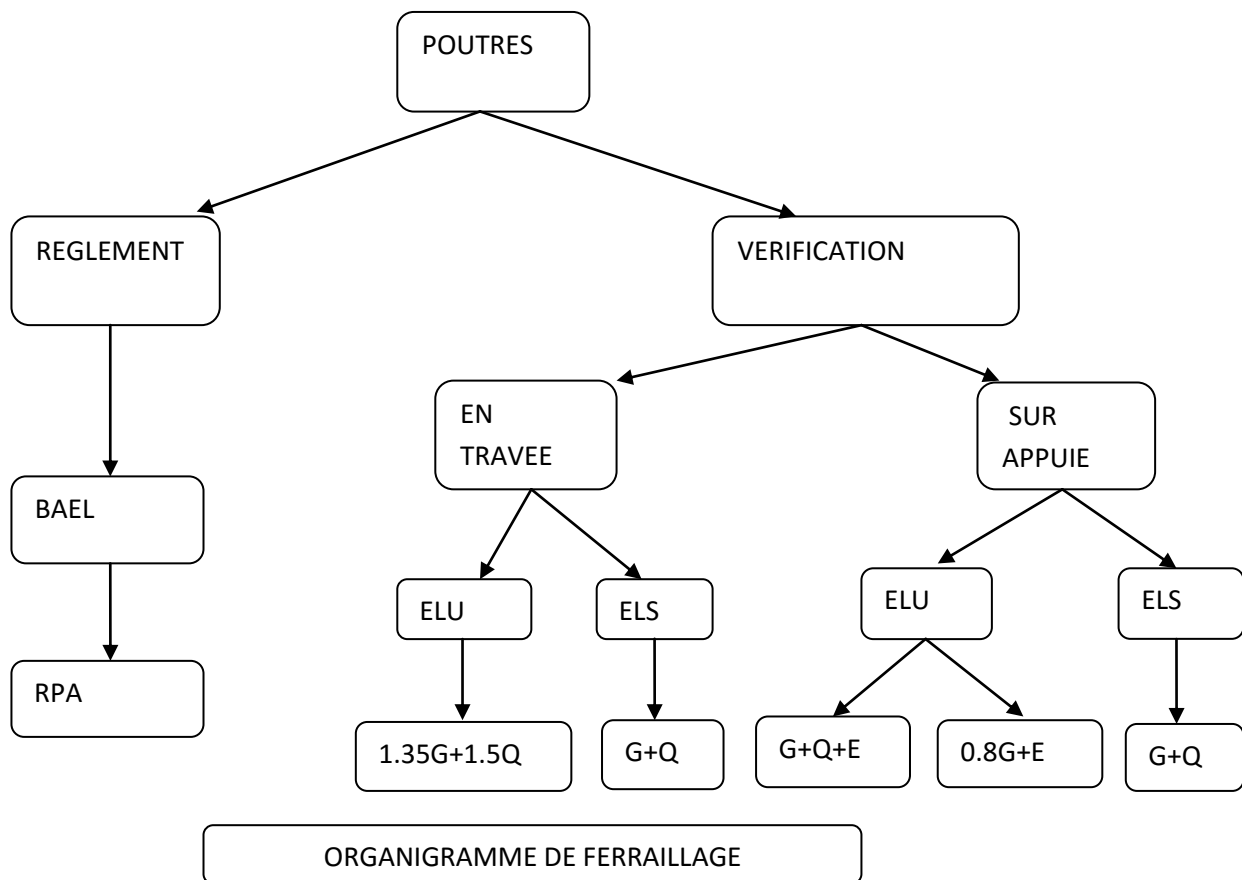 POUTRES
REGLEMENT
VERIFICATION
EN
TRAVEE
SUR
APPUIE
BAEL
ELU
ELS
ELU
ELS
RPA
1.35G+1.5Q
G+Q
G+Q+E
0.8G+E
G+Q
ORGANIGRAMME DE FERRAILLAGE